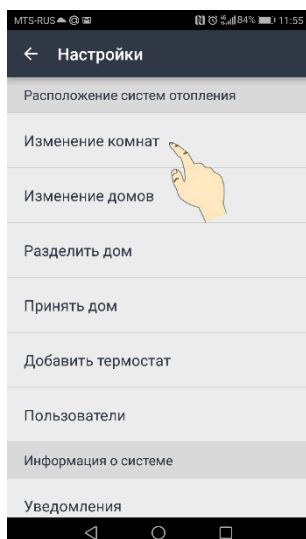 MTS-RUS 84% 11:55
Настройки
Расположение систем отопления
Изменение комнат
Изменение домов
Разделить дом
Принять дом
Добавить термостат
Пользователи
Информация о системе
Уведомления